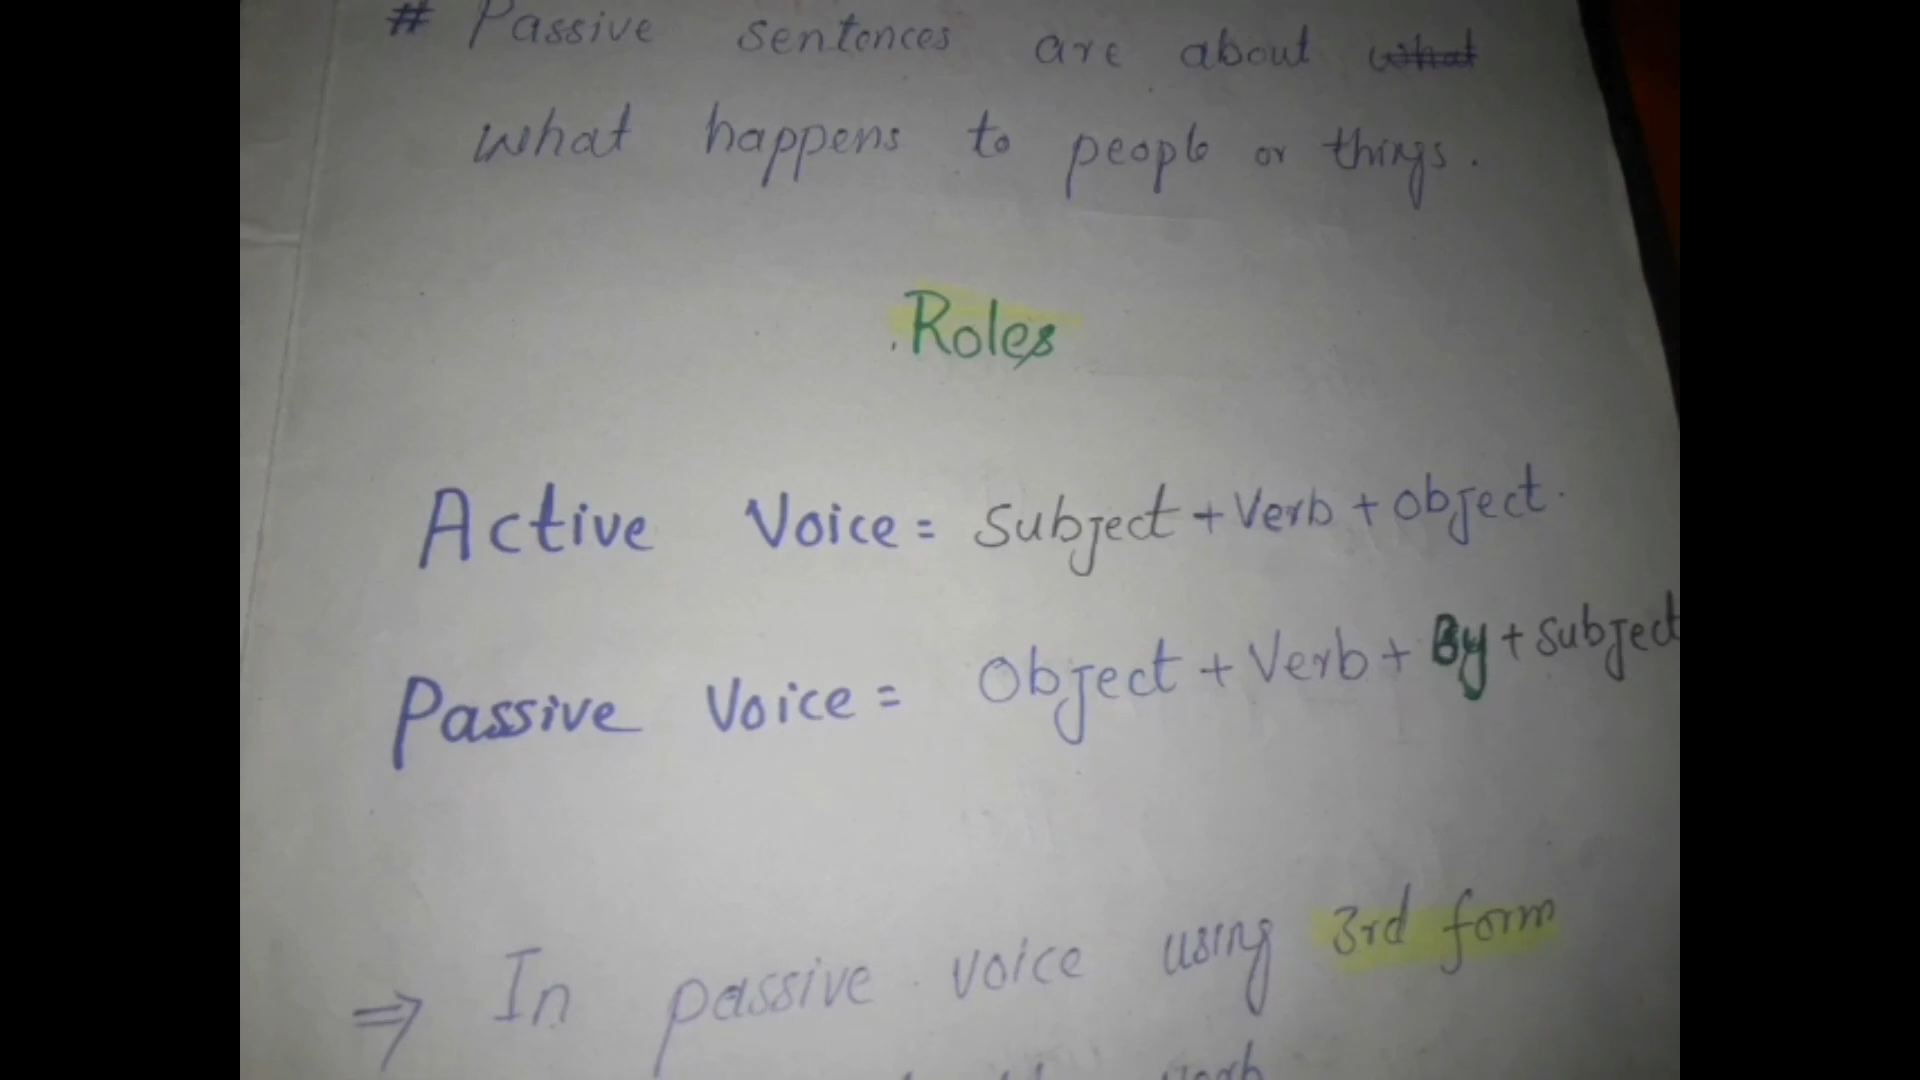 # Passive sentences are about what
what happens to people or things.
Roles
Active Voice = Subject + Verb + object.
Passive Voice = Object + Verb + By + subject
⇒ In passive voice using 3rd form
verb